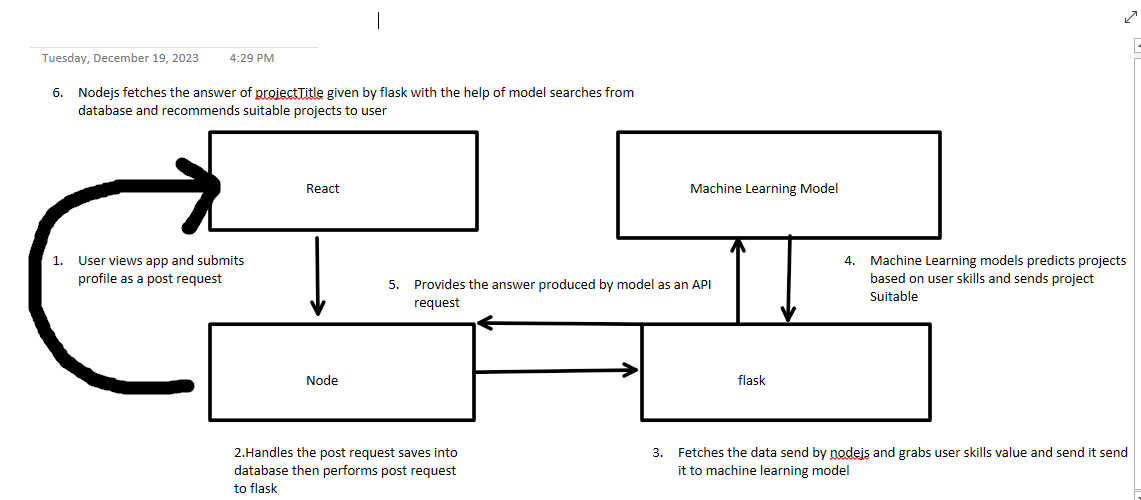 Tuesday, December 19, 2023 4:29 PM
6. Nodejs fetches the answer of projectTitle given by flask with the help of model searches from
database and recommends suitable projects to user
React
Machine Learning Model
1. User views app and submits
profile as a post request
5. Provides the answer produced by model as an API
request
4. Machine Learning models predicts projects
based on user skills and sends project
Suitable
Node
flask
2.Handles the post request saves into
database then performs post request
to flask
3. Fetches the data send by nodejs and grabs user skills value and send it send
it to machine learning model